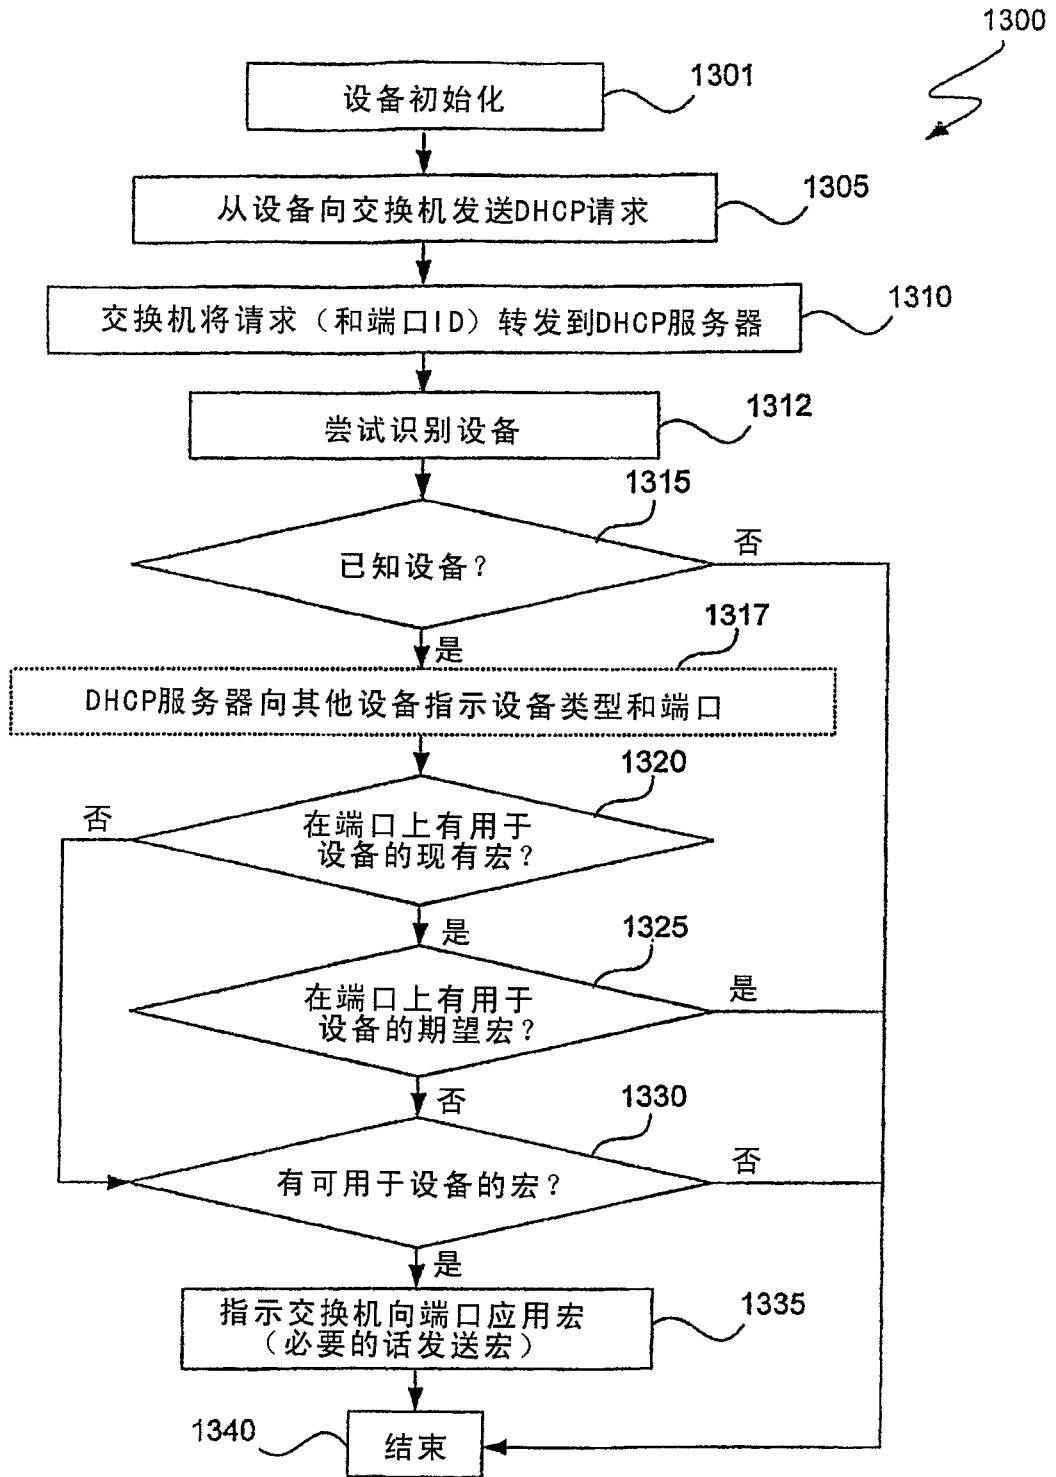 1300
设备初始化
1301
从设备向交换机发送DHCP请求
1305
交换机将请求（和端口ID）转发到DHCP服务器
1310
尝试识别设备
1312
1315
已知设备？
否
是
1317
DHCP服务器向其他设备指示设备类型和端口
1320
否
在端口上有用于
设备的现有宏？
是
1325
在端口上有用于
设备的期望宏？
是
否
1330
有可用于设备的宏？
否
是
指示交换机向端口应用宏
（必要的话发送宏）
1335
1340
结束